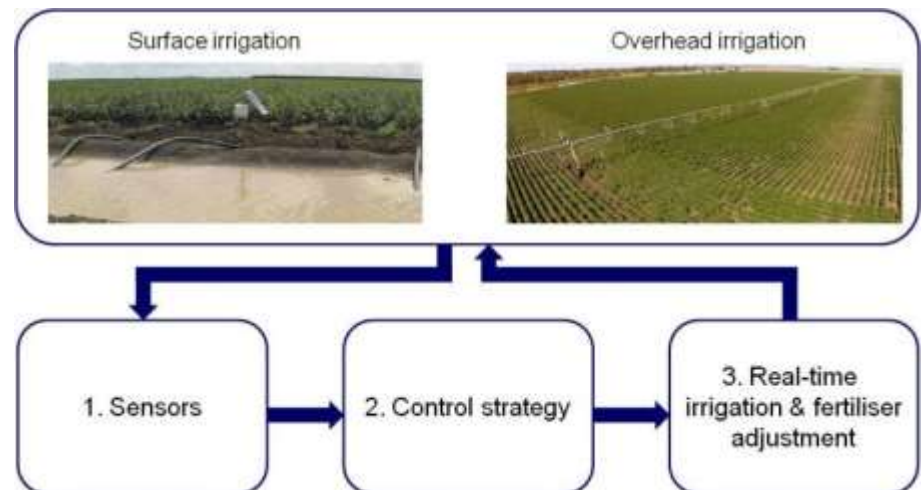 Surface irrigation
Overhead irrigation
1. Sensors
2. Control strategy
3. Real-time
irrigation & fertiliser
adjustment